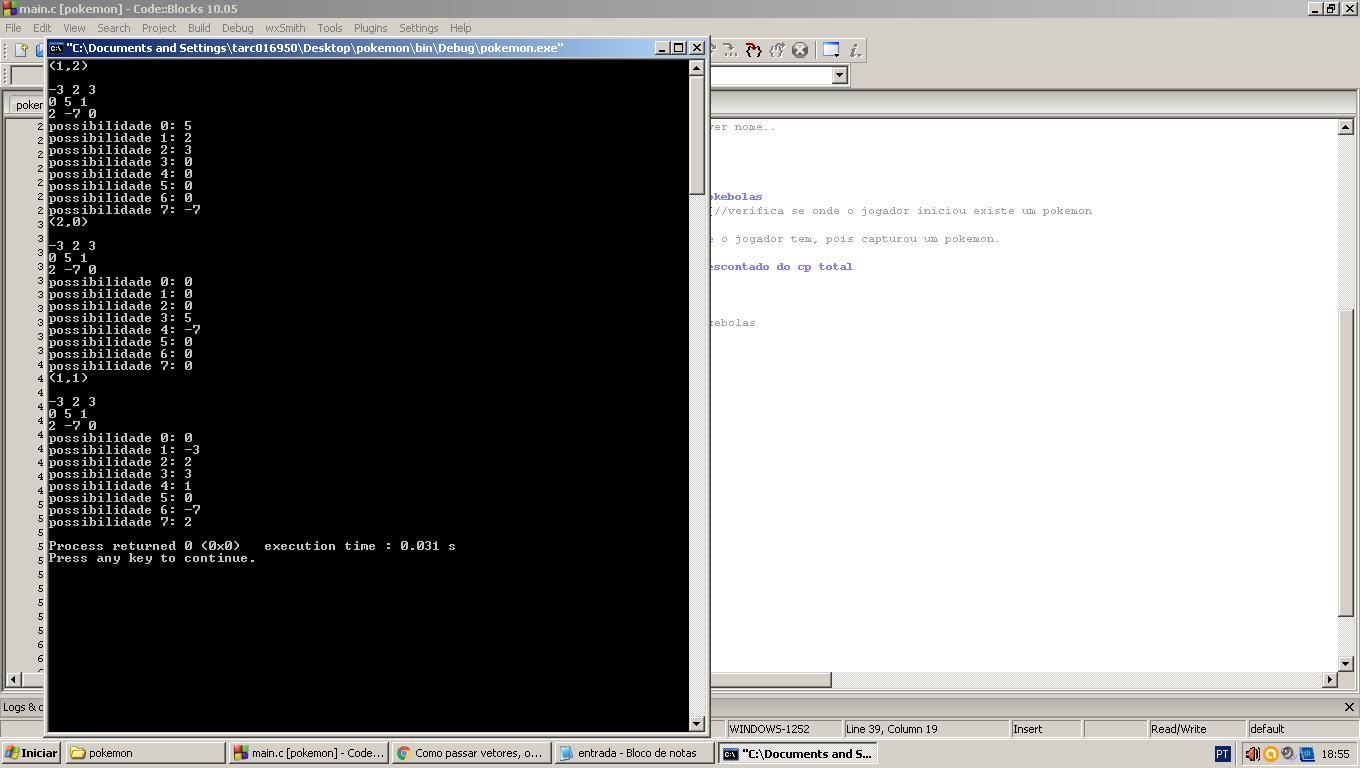 main.c [pokemon] - Code::Blocks 10.05
File Edit View Search Project Build Debug wxSmith Tools Plugins Settings Help
"C:\Documents and Settings\tarc016950\Desktop\pokemon\bin\Debug\pokemon.exe"
(1,2)
-3 2 3
0 5 1
2 -7 0
possibilidade 0: 5
possibilidade 1: 2
possibilidade 2: 3
possibilidade 3: 0
possibilidade 4: 0
possibilidade 5: 0
possibilidade 6: 0
possibilidade 7: -7
(2,0)
-3 2 3
0 5 1
2 -7 0
possibilidade 0: 0
possibilidade 1: 0
possibilidade 2: 0
possibilidade 3: 5
possibilidade 4: -7
possibilidade 5: 0
possibilidade 6: 0
possibilidade 7: 0
(1,1)
-3 2 3
0 5 1
2 -7 0
possibilidade 0: 0
possibilidade 1: -3
possibilidade 2: 2
possibilidade 3: 3
possibilidade 4: 1
possibilidade 5: 0
possibilidade 6: -7
possibilidade 7: 2
Process returned 0 (0x0) execution time : 0.031 s
Press any key to continue.
ver nome..
okebolas
//verifica se onde o jogador iniciou existe um pokemon
e o jogador tem, pois capturou um pokemon.
escontado do cp total
kebolas
Logs & o
WINDOWS-1252 Line 39, Column 19 Insert Read/Write default
Iniciar pokemon main.c [pokemon] - Code... Como passar vetores, o... entrada - Bloco de notas "C:\Documents and S... PT 18:55